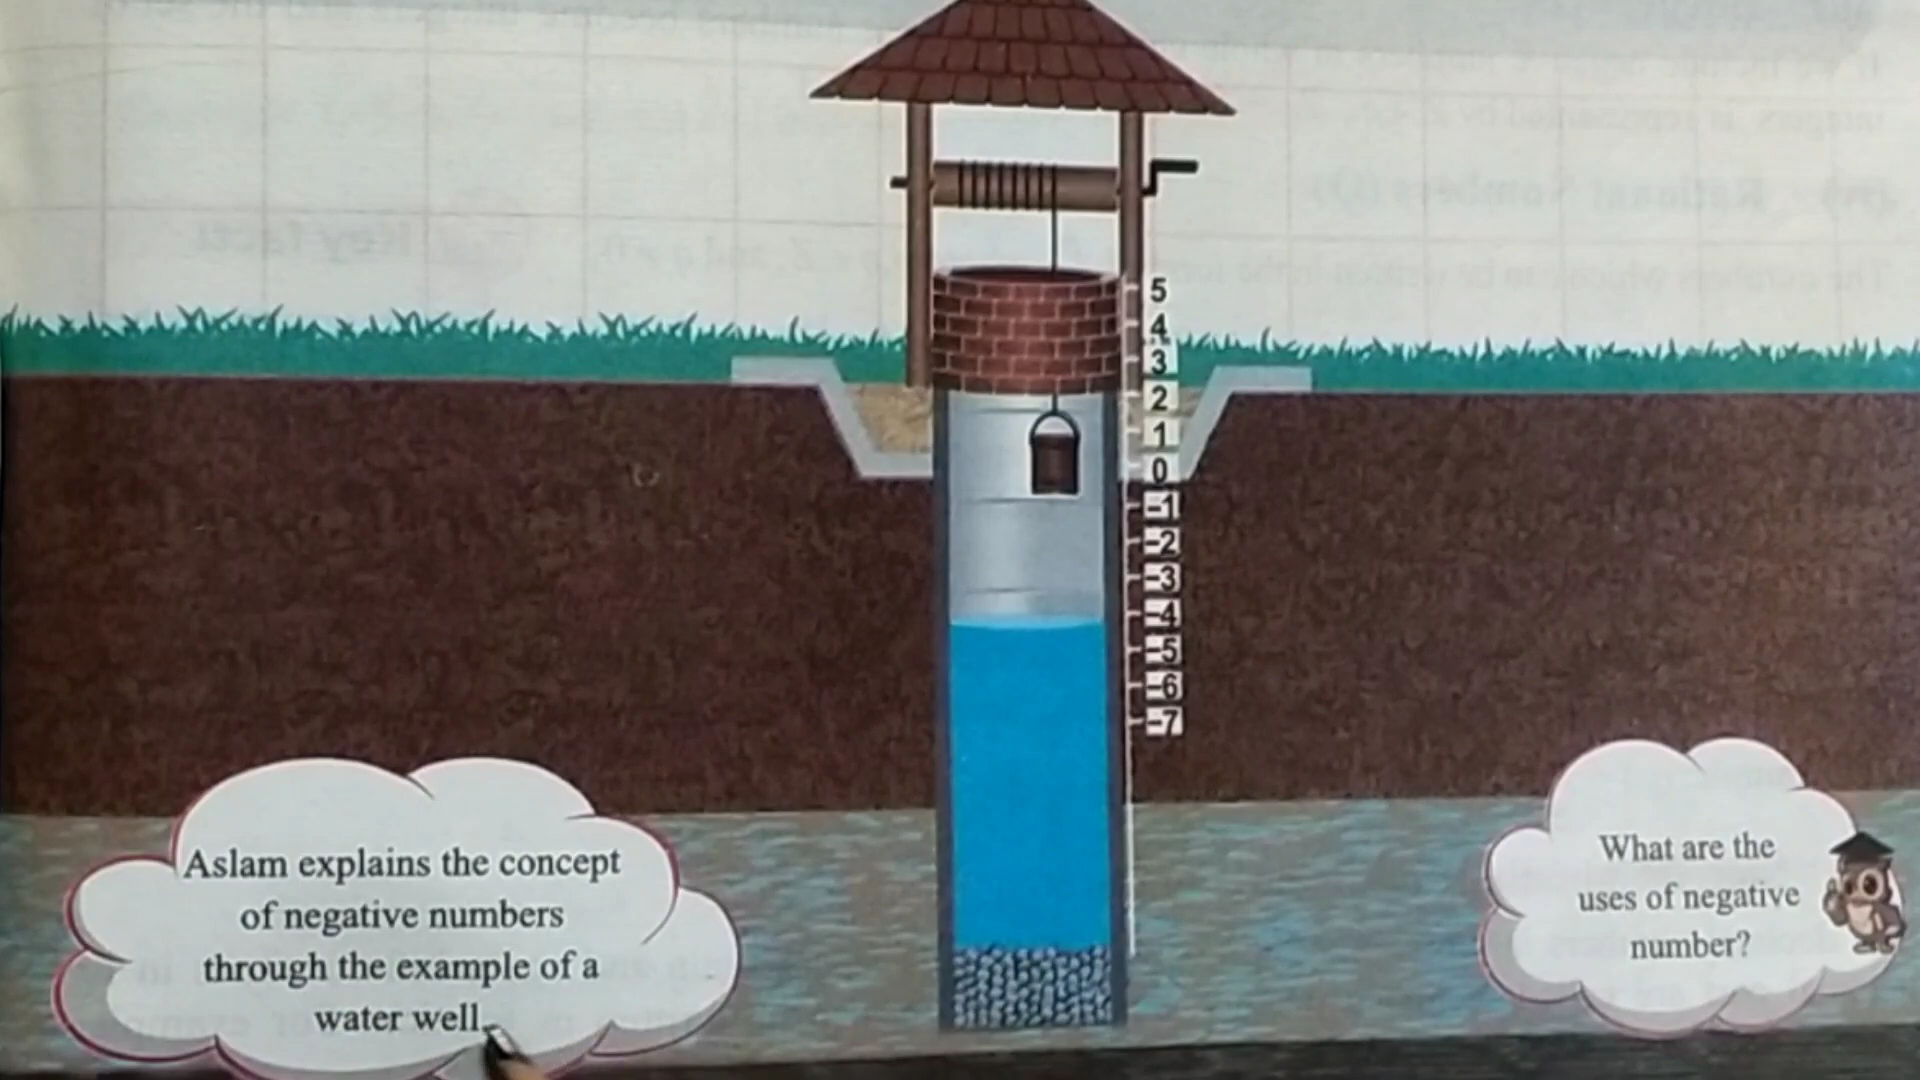 5
4
3
2
1
0
-1
-2
-3
-4
-5
-6
-7
Aslam explains the concept
of negative numbers
through the example of a
water well.
What are the
uses of negative
number?